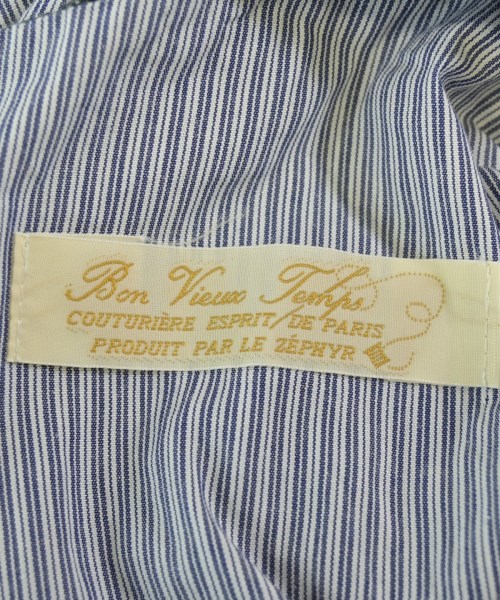 Bon Vieux Temps
COUTURIÈRE ESPRIT DE PARIS
PRODUIT PAR LE ZÉPHYR